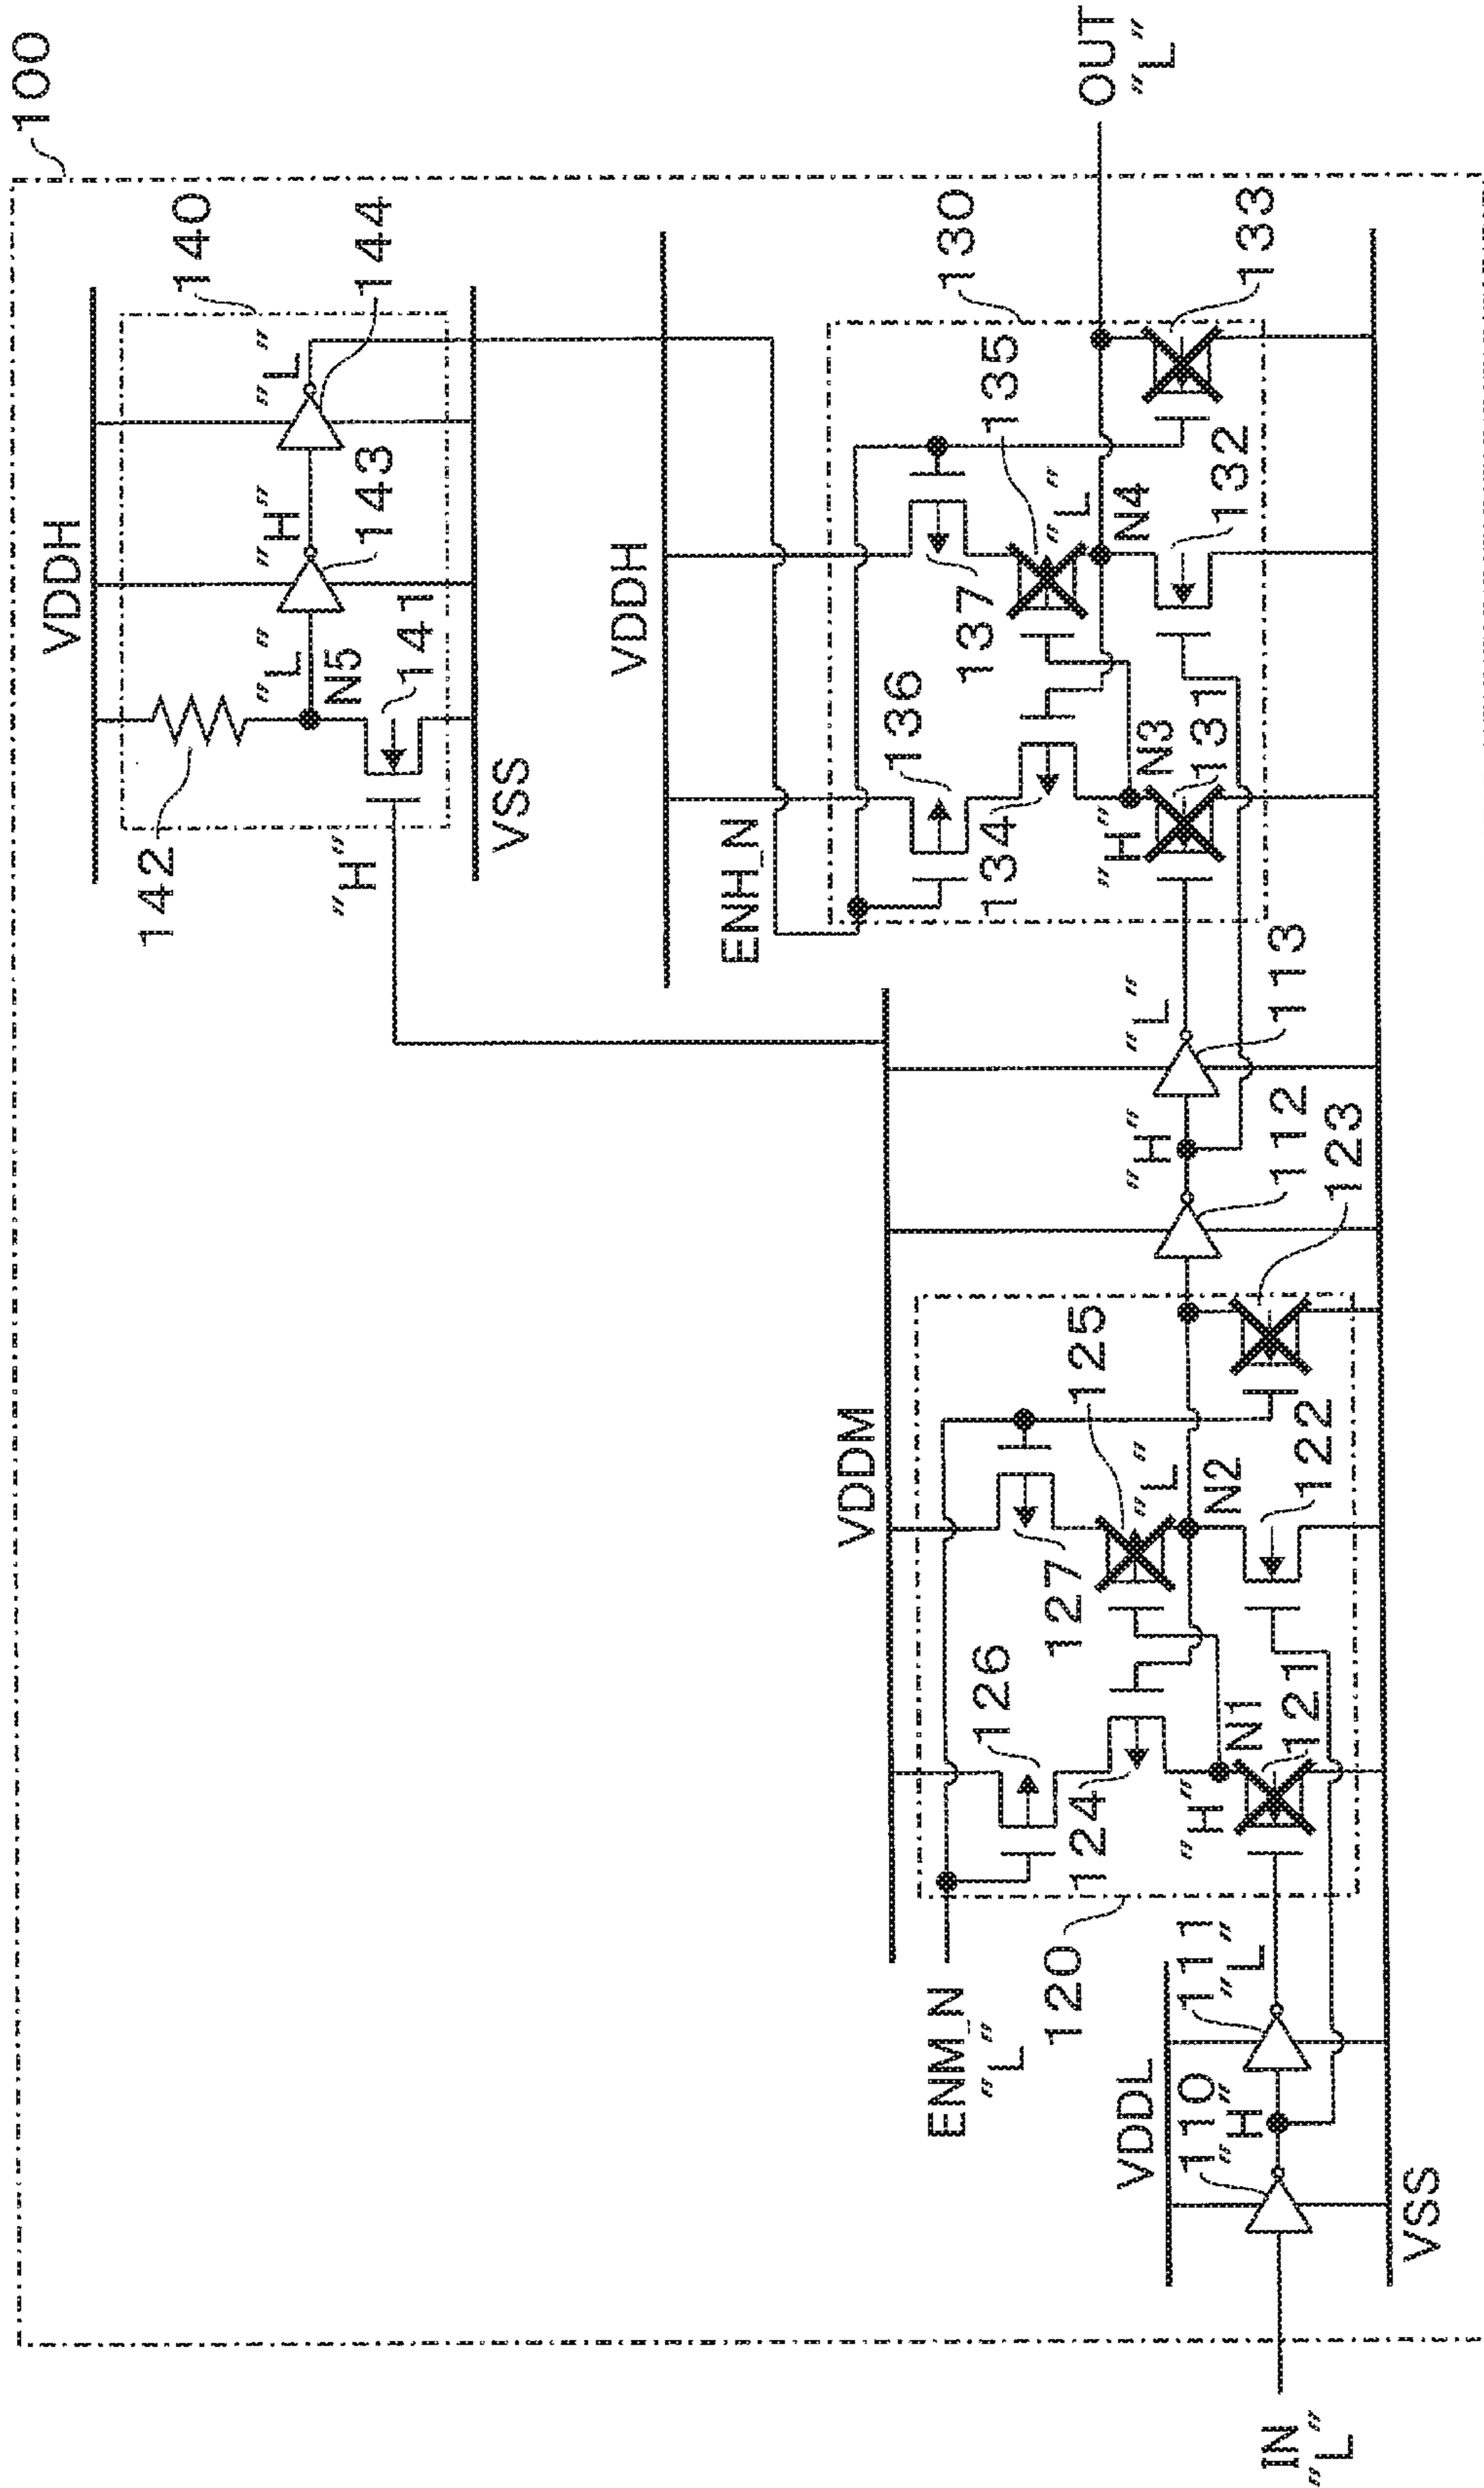 100
VDDH
140
142
"L"
"H"
"L"
N5
143
144
141
"H"
VSS
VDDH
ENH_N
130
136
137
135
134
"L"
N4
N3
"H"
131
132
133
OUT
"L"
VDDM
ENM_N
"L"
120
126
127
125
124
"L"
N2
N1
"H"
121
122
123
"H"
"L"
112
113
VDDL
110
"H"
111
"L"
VSS
IN
"L"